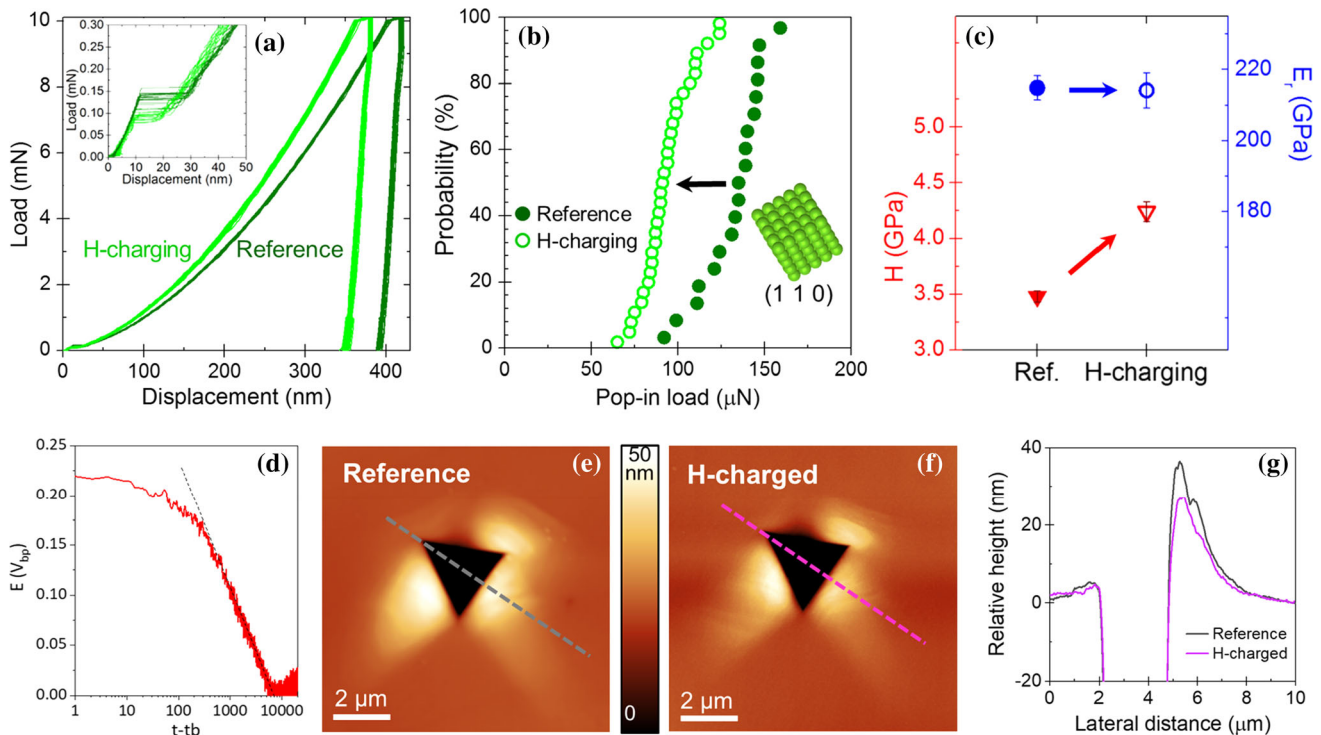 (a)
Load (mN)
10
8
6
4
2
0
0.30
0.25
0.20
0.15
0.10
0.05
0.00
Load (mN)
0 10 20 30 40 50
Displacement (nm)
H-charging
Reference
0 100 200 300 400
Displacement (nm)
(b)
Probability (%)
100
80
60
40
20
0
Reference
H-charging
(1 1 0)
0 50 100 150 200
Pop-in load (μN)
(c)
H (GPa)
5.0
4.5
4.0
3.5
3.0
E_r (GPa)
220
200
180
Ref. H-charging
(d)
E (V_bp)
0.25
0.20
0.15
0.10
0.05
0.00
1 10 100 1000 10000
t-tb
Reference
(e)
2 μm
50
nm
0
H-charged
(f)
2 μm
(g)
Relative height (nm)
40
20
0
-20
Reference
H-charged
0 2 4 6 8 10
Lateral distance (μm)